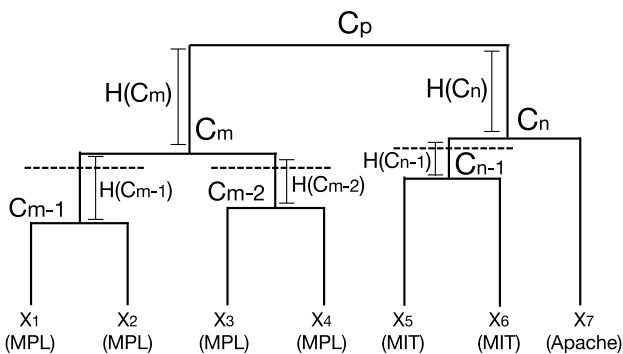 Cp
H(Cm)
H(Cn)
Cm
Cn
H(Cn-1)
Cn-1
H(Cm-1)
H(Cm-2)
Cm-1
Cm-2
X1 X2 X3 X4 X5 X6 X7
(MPL) (MPL) (MPL) (MPL) (MIT) (MIT) (Apache)